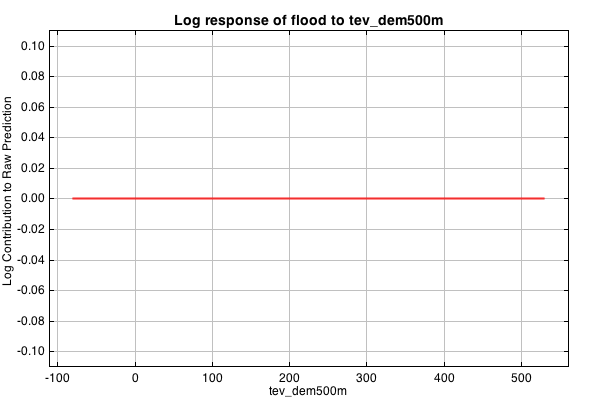 Log response of flood to tev_dem500m
Log Contribution to Raw Prediction
0.10
0.08
0.06
0.04
0.02
0.00
-0.02
-0.04
-0.06
-0.08
-0.10
-100 0 100 200 300 400 500
tev_dem500m